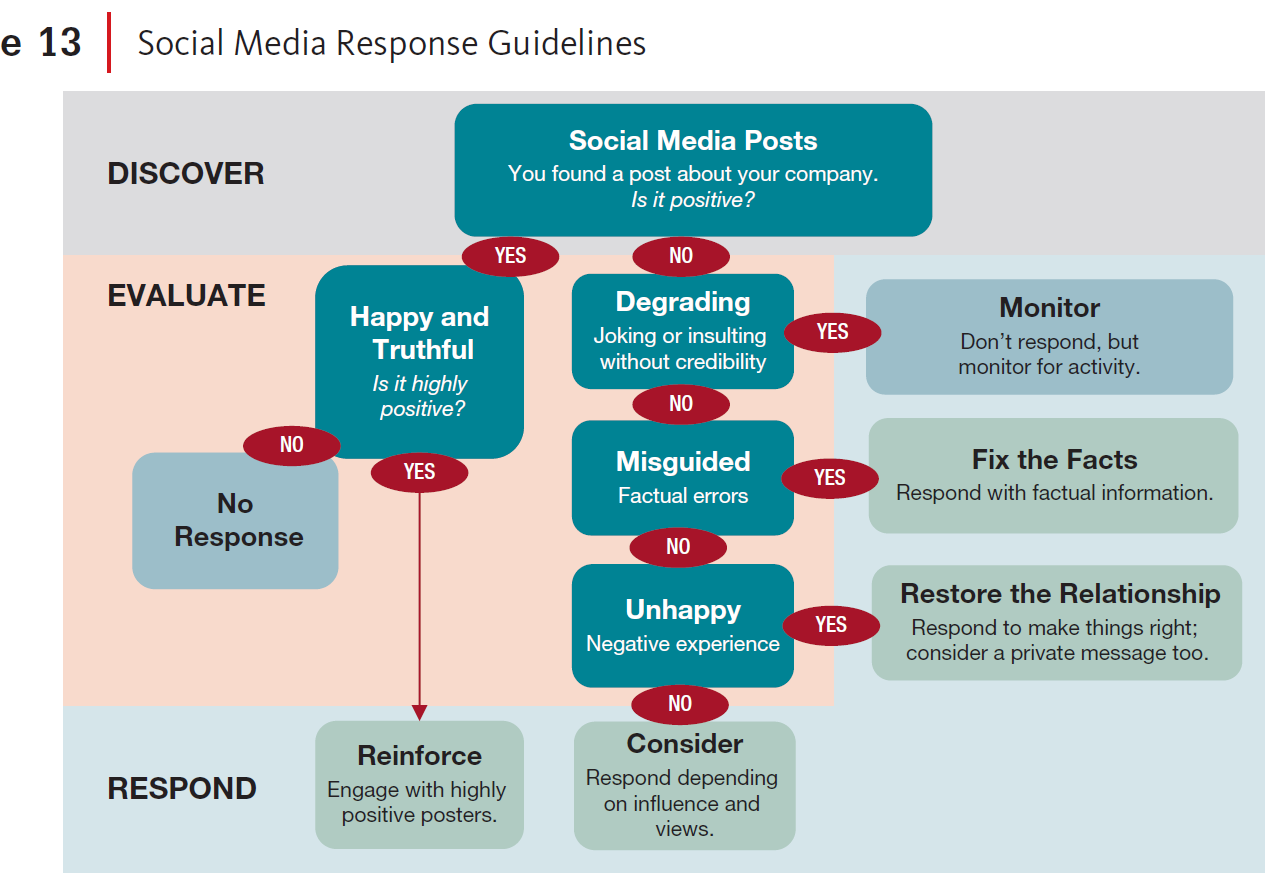 e 13
Social Media Response Guidelines
DISCOVER
Social Media Posts
You found a post about your company.
Is it positive?
YES
NO
EVALUATE
Happy and
Truthful
Is it highly
positive?
NO
YES
No
Response
Degrading
Joking or insulting
without credibility
YES
Monitor
Don’t respond, but
monitor for activity.
NO
Misguided
Factual errors
YES
Fix the Facts
Respond with factual information.
NO
Unhappy
Negative experience
YES
Restore the Relationship
Respond to make things right;
consider a private message too.
NO
RESPOND
Reinforce
Engage with highly
positive posters.
Consider
Respond depending
on influence and
views.